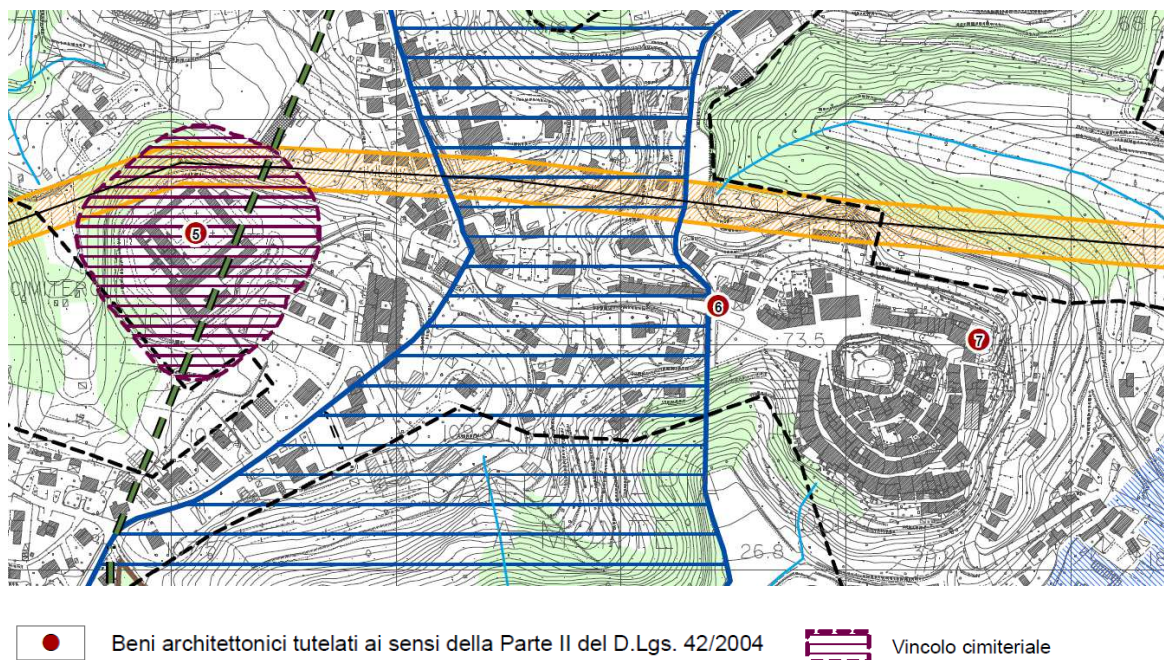 5
6
7
73.5
26.8
Beni architettonici tutelati ai sensi della Parte II del D.Lgs. 42/2004
Vincolo cimiteriale